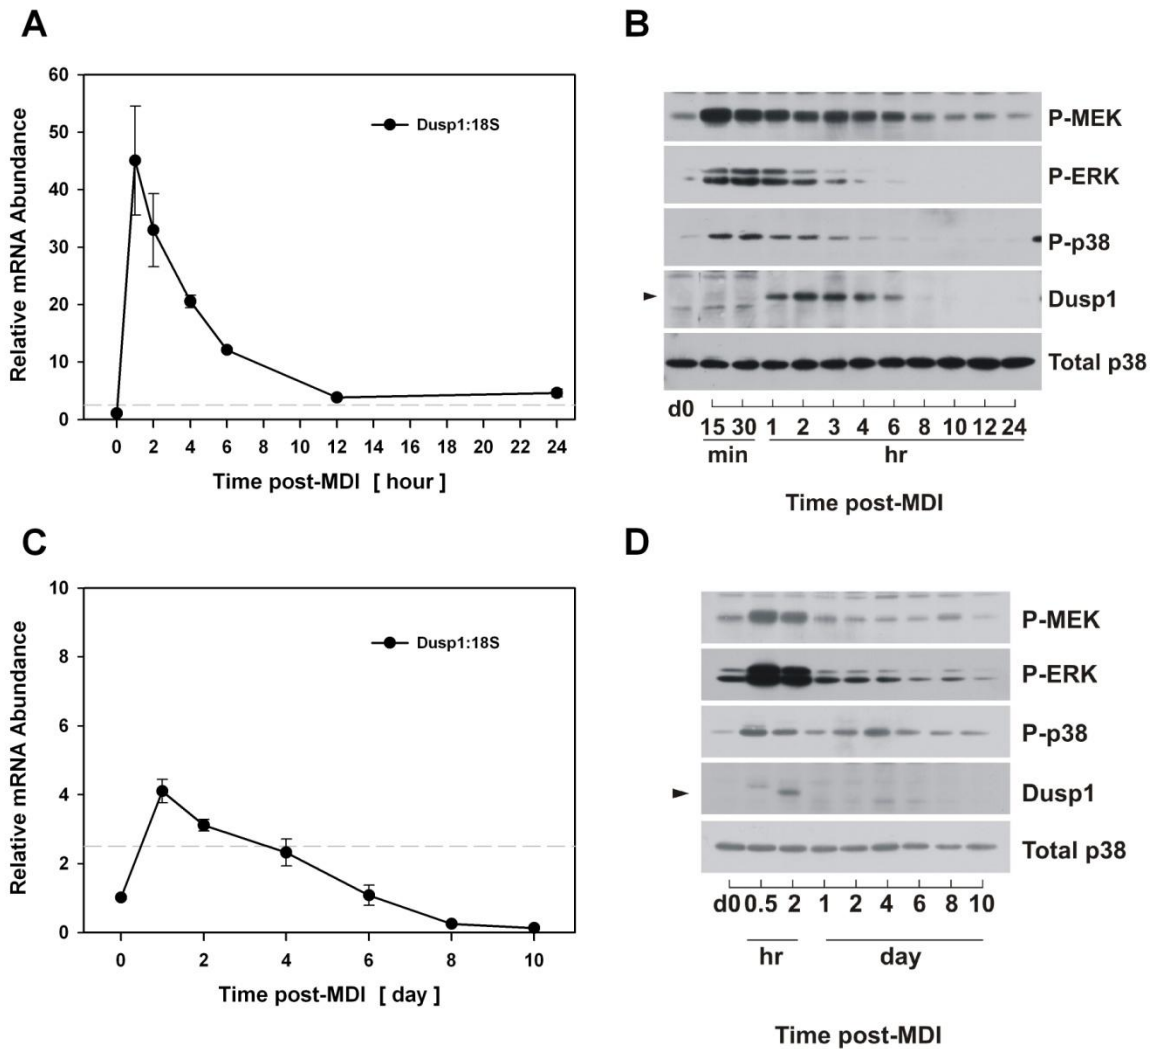 A
60
50
40
30
20
10
0
Relative mRNA Abundance
Dusp1:18S
0 2 4 6 8 10 12 14 16 18 20 22 24
Time post-MDI [ hour ]
B
P-MEK
P-ERK
P-p38
Dusp1
Total p38
d0 15 30 1 2 3 4 6 8 10 12 24
min hr
Time post-MDI
C
10
8
6
4
2
0
Relative mRNA Abundance
Dusp1:18S
0 2 4 6 8 10
Time post-MDI [ day ]
D
P-MEK
P-ERK
P-p38
Dusp1
Total p38
d0 0.5 2 1 2 4 6 8 10
hr day
Time post-MDI